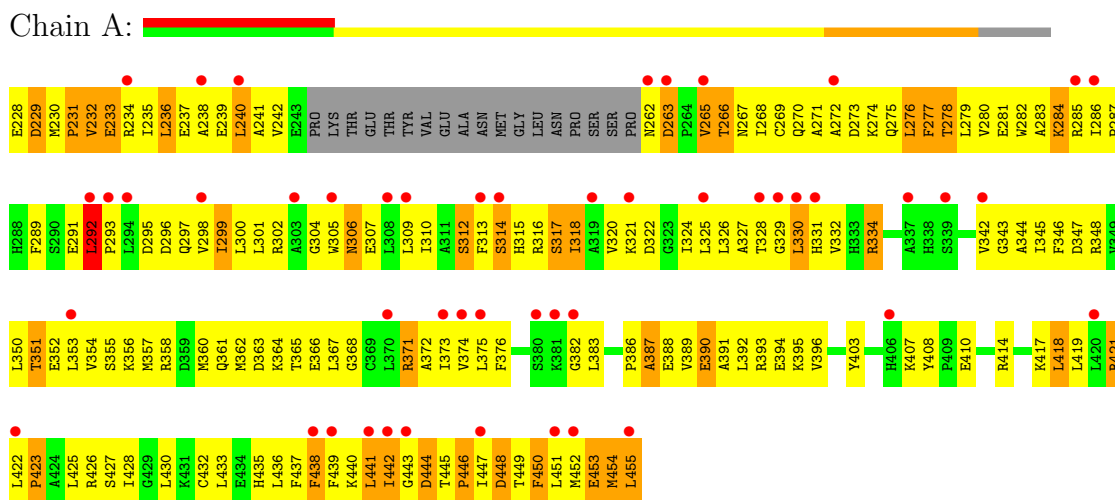 Chain A:
E228 D229 M230 P231 V232 E233 R234 I235 L236 E237 A238 E239 L240 A241 V242 E243 PRO LYS THR GLU THR TYR VAL GLU ALA ASN MET GLY LEU ASN PRO SER SER PRO N262 D263 P264 V265 T266 N267 I268 C269 Q270 A271 A272 D273 K274 Q275 L276 F277 T278 L279 V280 E281 W282 A283 K284 R285 I286 P287
H288 F289 S290 E291 L292 P293 L294 D295 D296 Q297 V298 I299 L300 L301 R302 A303 G304 W305 N306 E307 L308 L309 I310 A311 S312 F313 S314 H315 R316 S317 I318 A319 V320 K321 D322 G323 I324 L325 L326 A327 T328 G329 L330 H331 V332 H333 R334 A337 H338 S339 V342 G343 A344 I345 F346 D347 R348 V349
L350 T351 E352 L353 V354 S355 K356 M357 R358 D359 M360 Q361 M362 D363 K364 T365 E366 L367 G368 C369 L370 R371 A372 I373 V374 L375 F376 S380 K381 G382 L383 P386 A387 E388 V389 E390 A391 L392 R393 E394 K395 V396 Y403 H406 K407 Y408 P409 E410 R414 K417 L418 L419 L420 R421
L422 P423 A424 L425 R426 S427 I428 G429 L430 K431 C432 L433 E434 H435 L436 F437 F438 F439 K440 L441 I442 G443 D444 T445 P446 I447 D448 T449 F450 L451 M452 E453 M454 L455